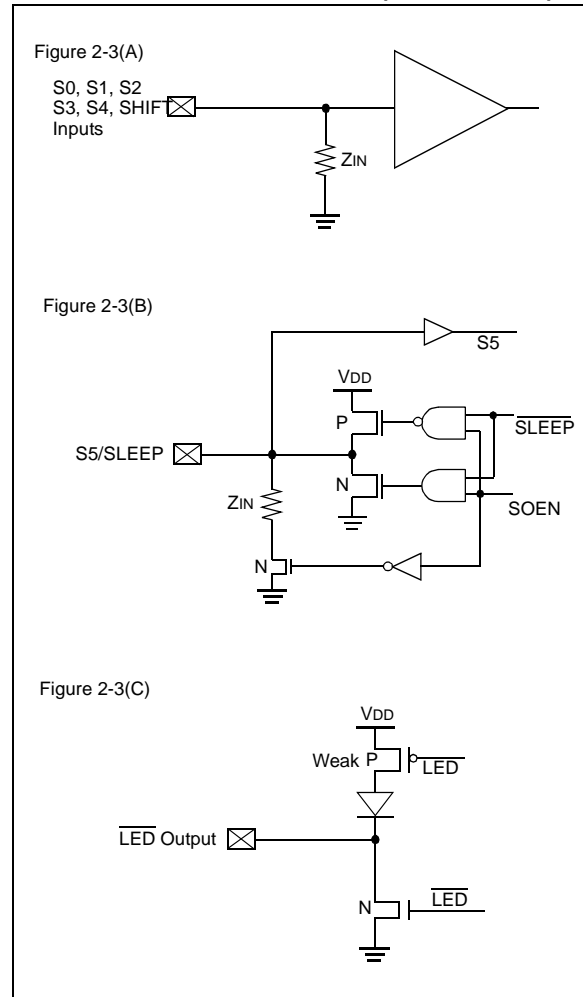 Figure 2-3(A)
S0, S1, S2
S3, S4, SHIFT
Inputs
ZIN
Figure 2-3(B)
S5
VDD
P
SLEEP
S5/SLEEP
N
ZIN
SOEN
N
Figure 2-3(C)
VDD
Weak P
LED
LED Output
LED
N